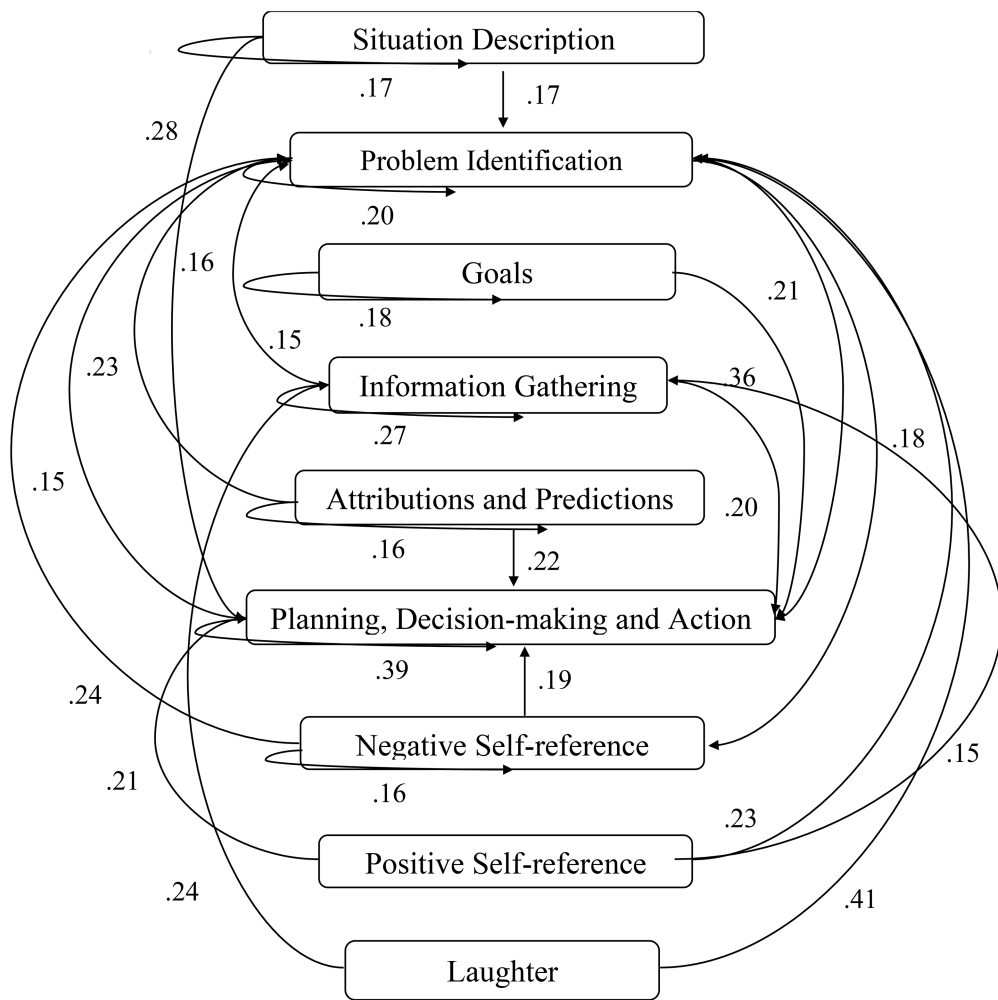 Situation Description
.17
.17
.28
Problem Identification
.20
.16
Goals
.21
.18
.15
.23
Information Gathering
.36
.27
.18
.15
Attributions and Predictions
.20
.16
.22
Planning, Decision-making and Action
.39
.19
.24
Negative Self-reference
.16
.15
.21
.23
Positive Self-reference
.24
.41
Laughter